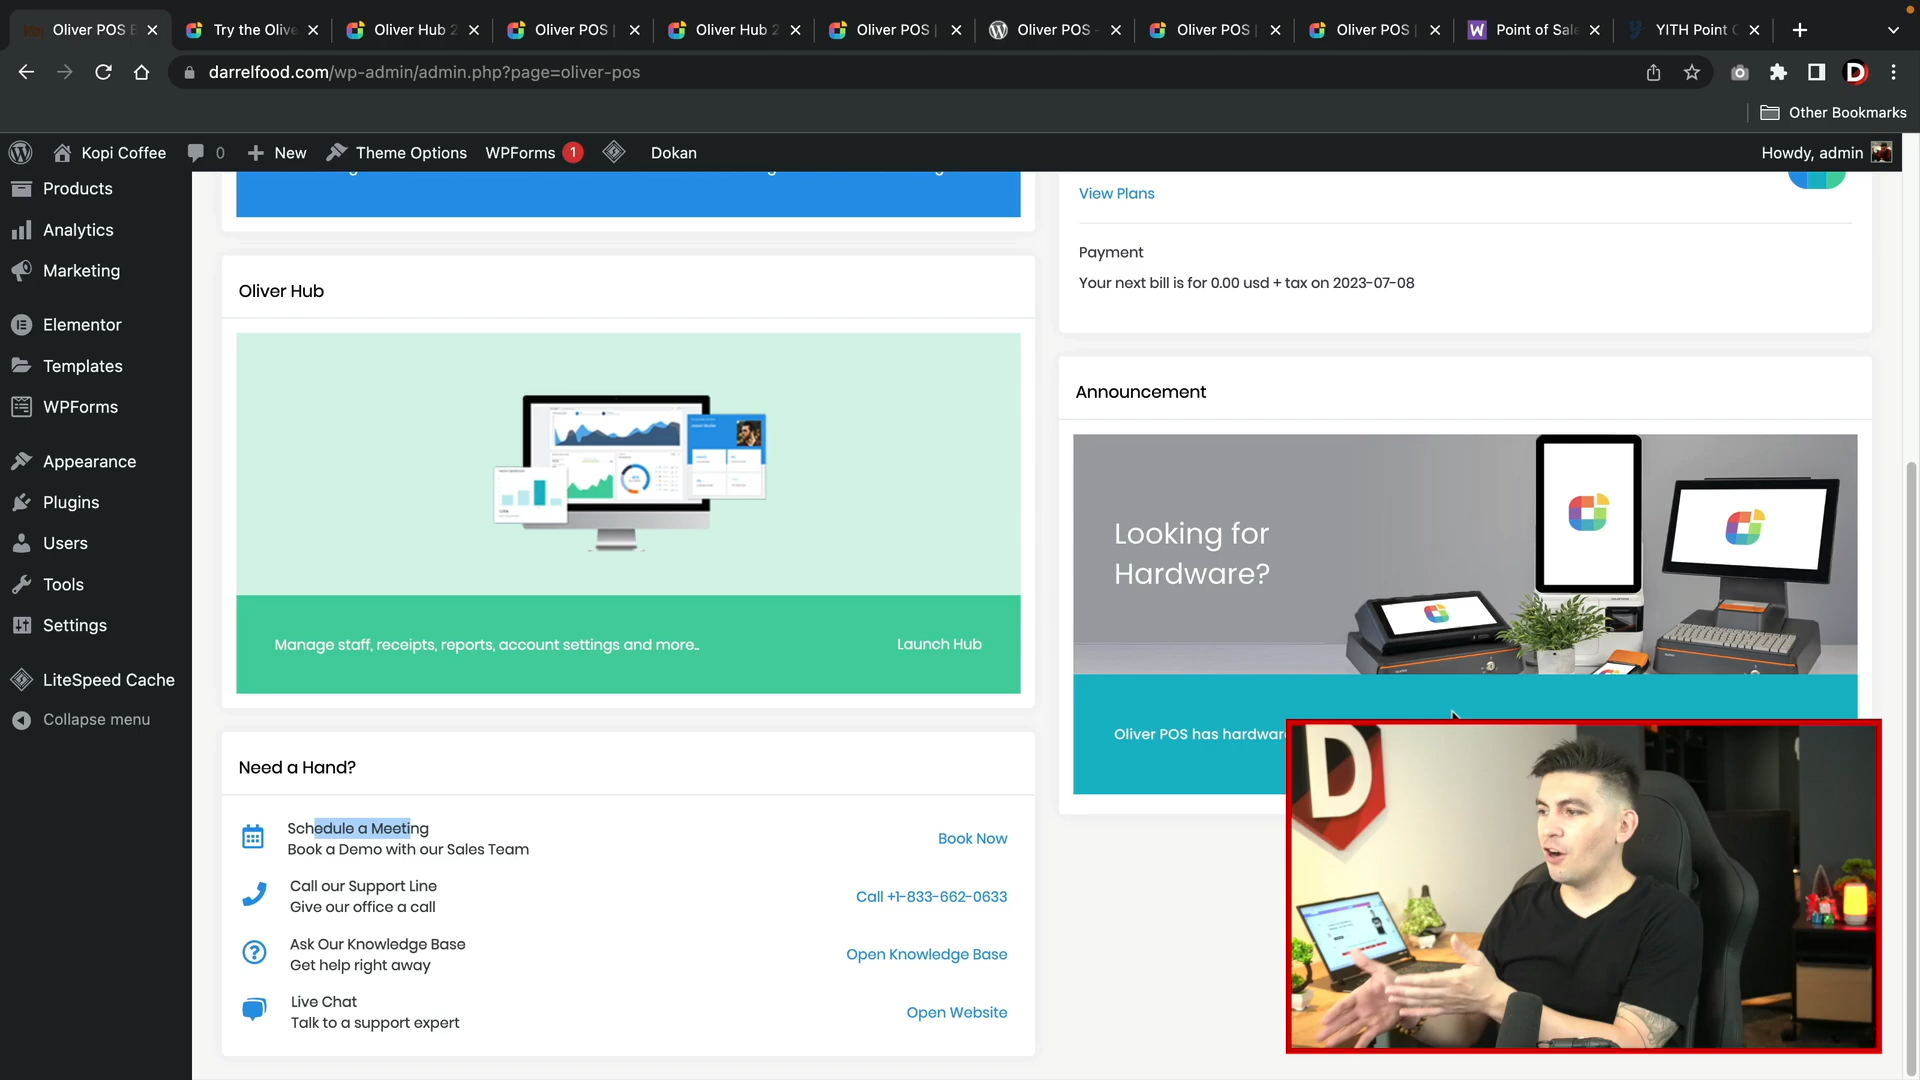 Oliver POS
Try the Olive
Oliver Hub 2
Oliver POS |
Oliver Hub 2
Oliver POS |
Oliver POS -
Oliver POS |
Oliver POS |
Point of Sale
YITH Point
darrelfood.com/wp-admin/admin.php?page=oliver-pos
Other Bookmarks
Kopi Coffee
0
New
Theme Options
WPForms 1
Dokan
Howdy, admin
Products
Analytics
Marketing
Elementor
Templates
WPForms
Appearance
Plugins
Users
Tools
Settings
LiteSpeed Cache
Collapse menu
View Plans
Payment
Your next bill is for 0.00 usd + tax on 2023-07-08
Oliver Hub
Manage staff, receipts, reports, account settings and more..
Launch Hub
Announcement
Looking for
Hardware?
Oliver POS has hardware
Need a Hand?
Schedule a Meeting
Book a Demo with our Sales Team
Book Now
Call our Support Line
Give our office a call
Call +1-833-662-0633
Ask Our Knowledge Base
Get help right away
Open Knowledge Base
Live Chat
Talk to a support expert
Open Website
D